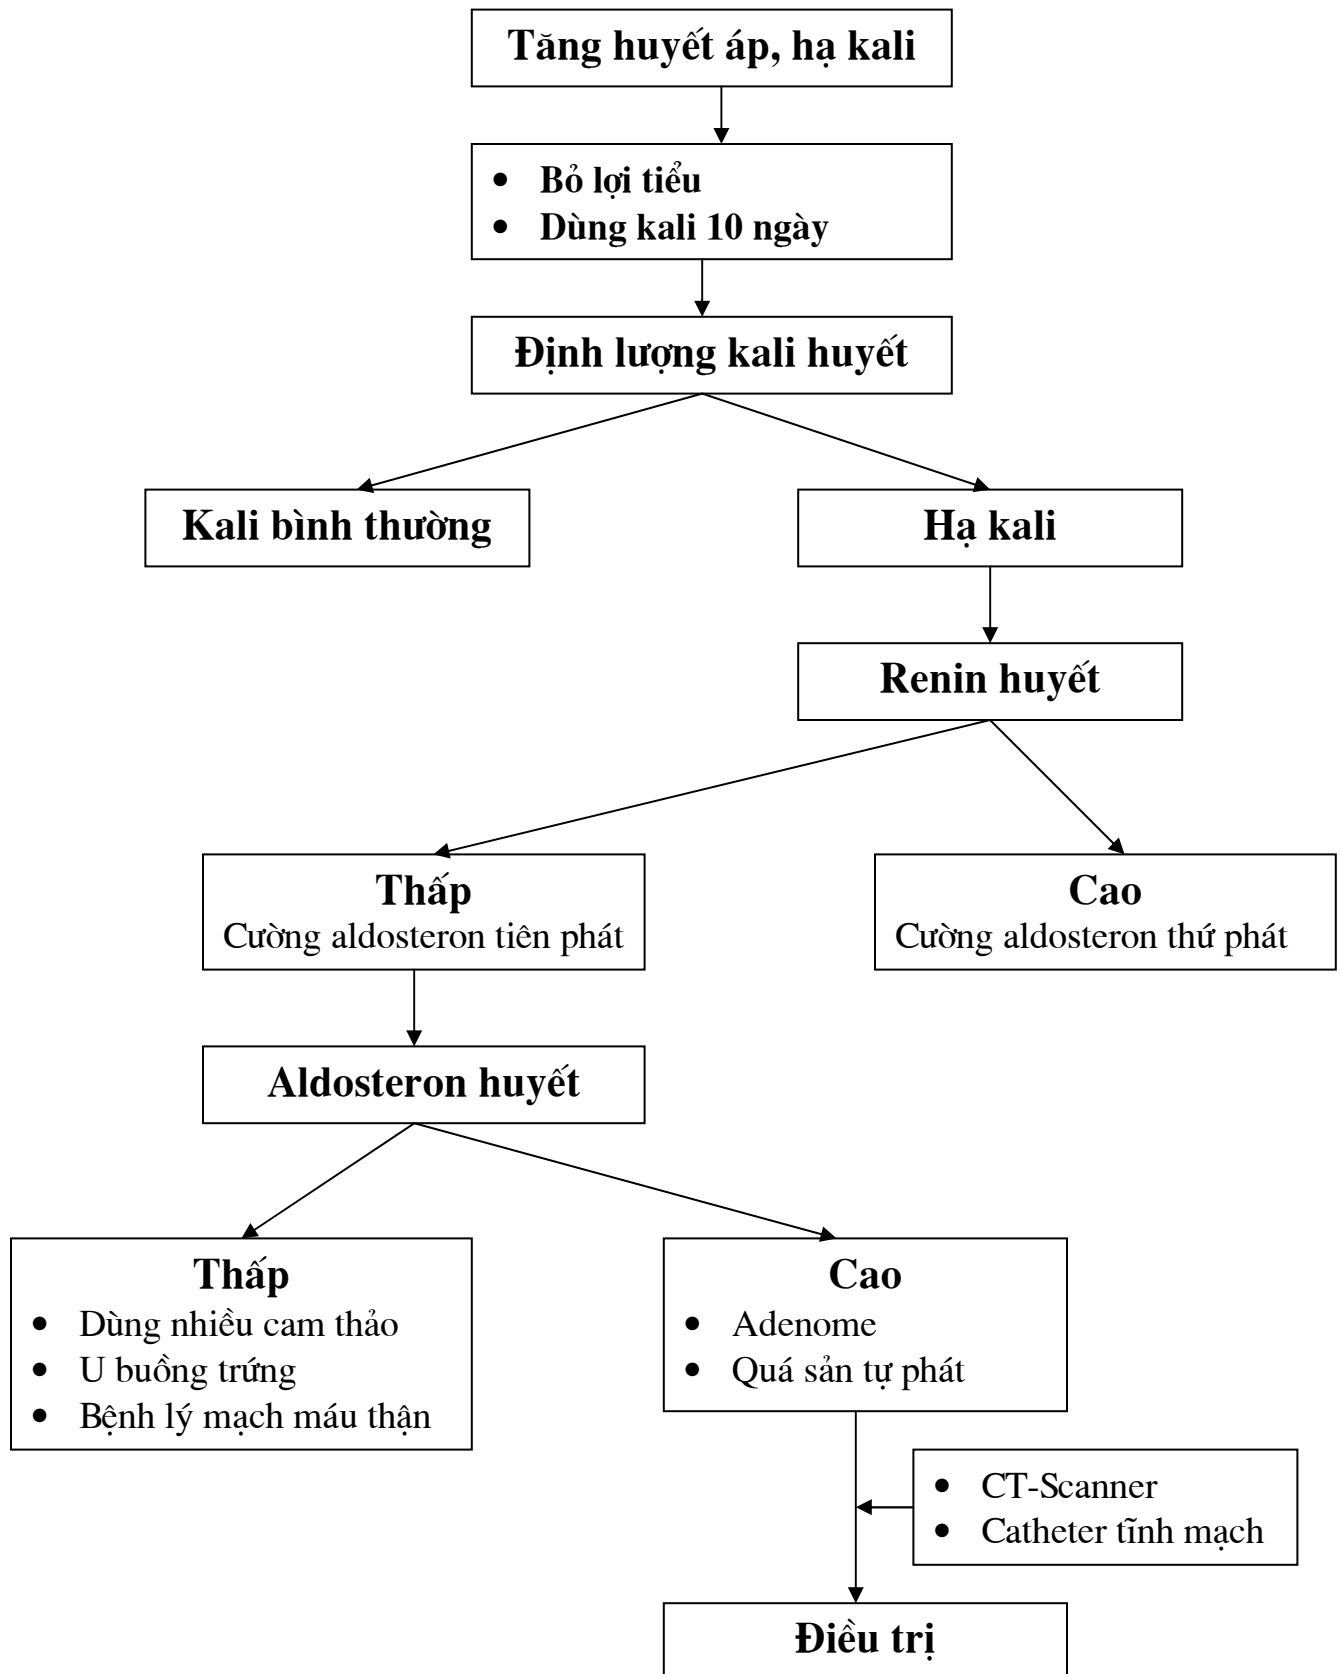 Tăng huyết áp, hạ kali
• Bỏ lợi tiểu
• Dùng kali 10 ngày
Định lượng kali huyết
Kali bình thường
Hạ kali
Renin huyết
Thấp
Cường aldosteron tiên phát
Cao
Cường aldosteron thứ phát
Aldosteron huyết
Thấp
• Dùng nhiều cam thảo
• U buồng trứng
• Bệnh lý mạch máu thận
Cao
• Adenome
• Quá sản tự phát
• CT-Scanner
• Catheter tĩnh mạch
Điều trị